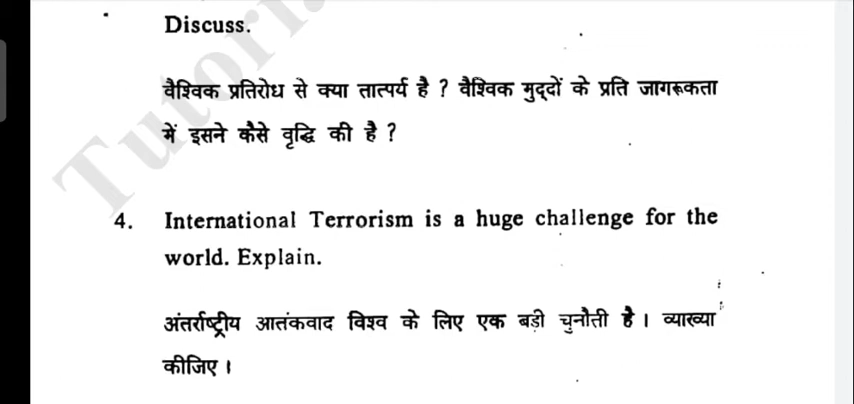 Discuss.
वैश्विक प्रतिरोध से क्या तात्पर्य है ? वैश्विक मुद्दों के प्रति जागरूकता
में इसने कैसे वृद्धि की है ?
4. International Terrorism is a huge challenge for the
world. Explain.
अंतर्राष्ट्रीय आतंकवाद विश्व के लिए एक बड़ी चुनौती है। व्याख्या
कीजिए।